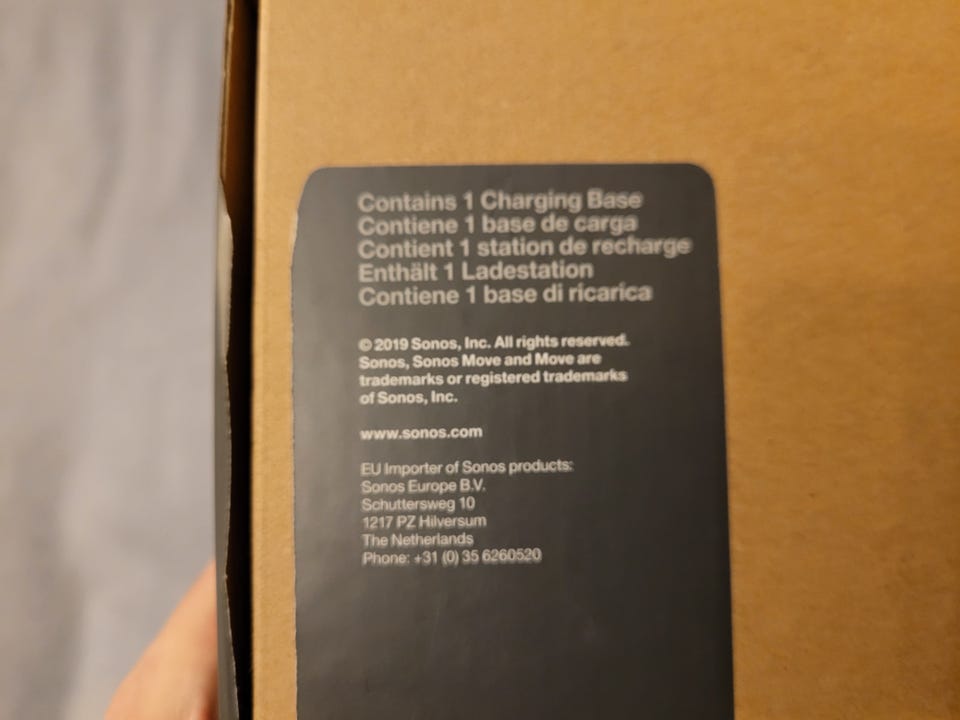 Contains 1 Charging Base
Contiene 1 base de carga
Contient 1 station de recharge
Enthält 1 Ladestation
Contiene 1 base di ricarica
© 2019 Sonos, Inc. All rights reserved.
Sonos, Sonos Move and Move are
trademarks or registered trademarks
of Sonos, Inc.
www.sonos.com
EU Importer of Sonos products:
Sonos Europe B.V.
Schuttersweg 10
1217 PZ Hilversum
The Netherlands
Phone: +31 (0) 35 6260520